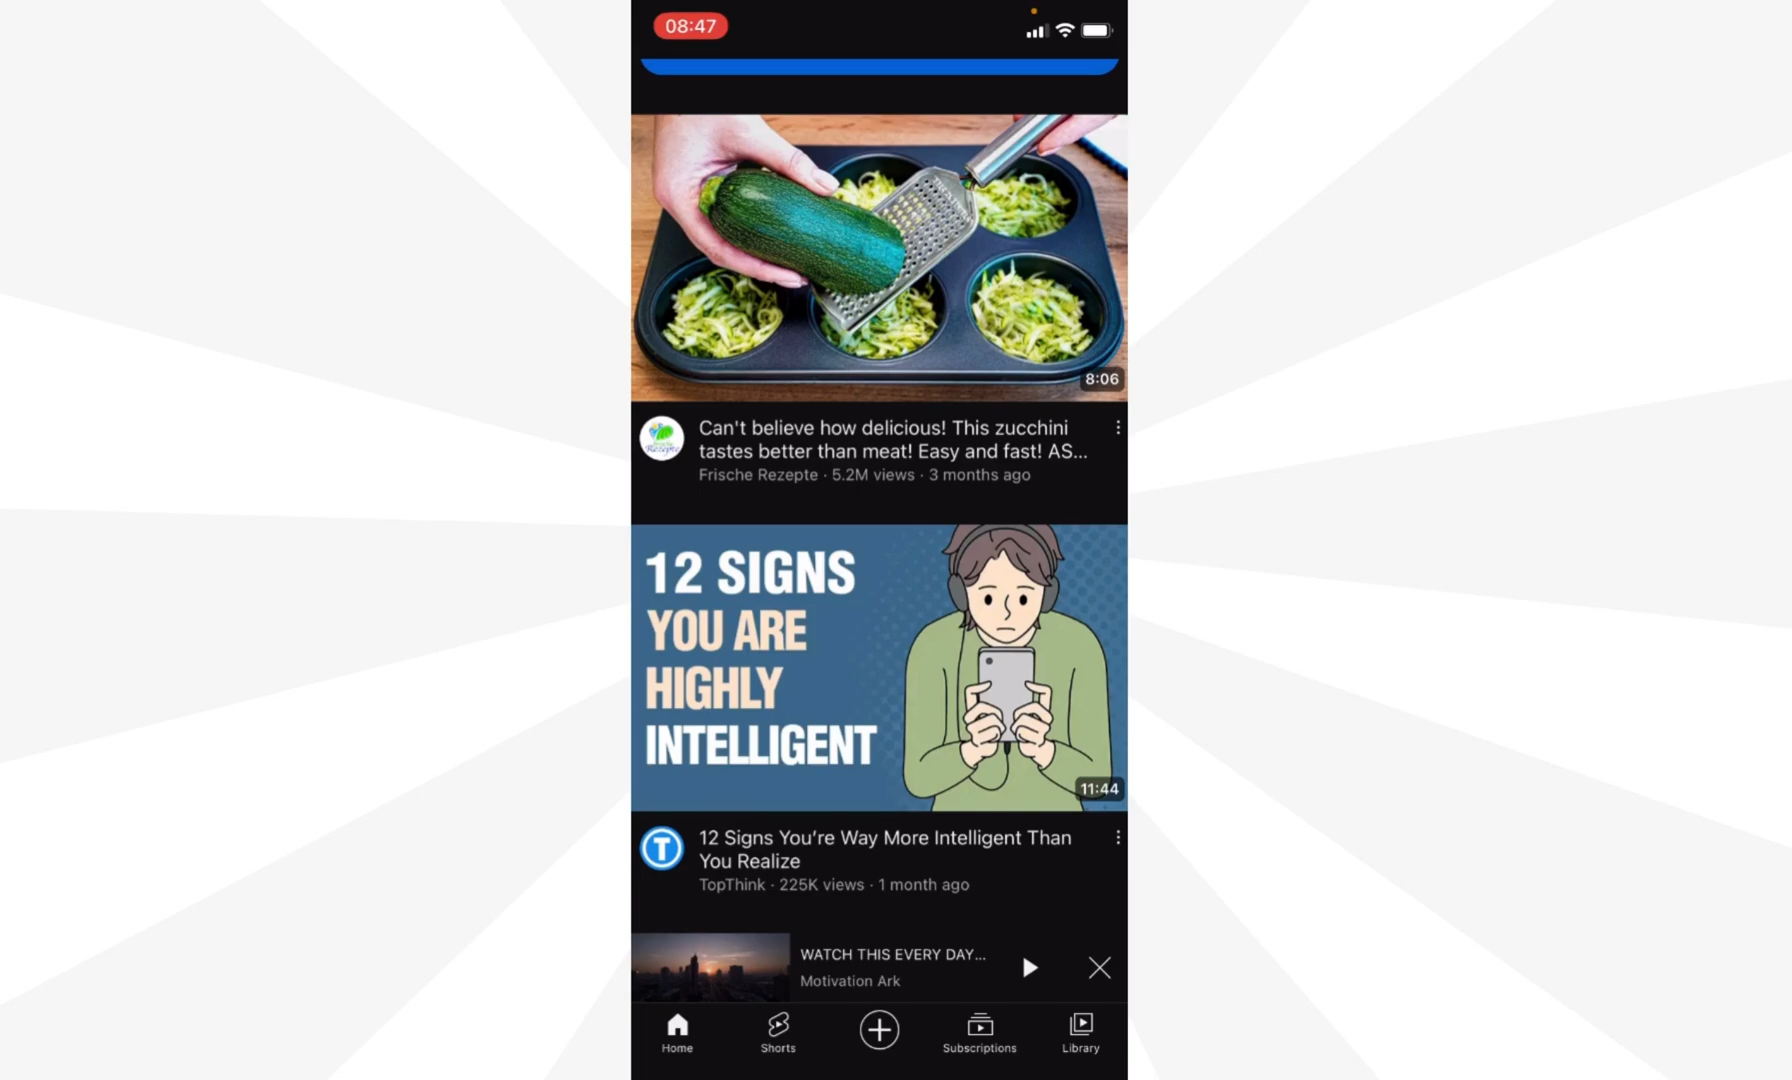 08:47
8:06
Can't believe how delicious! This zucchini
tastes better than meat! Easy and fast! AS...
Frische Rezepte · 5.2M views · 3 months ago
12 SIGNS
YOU ARE
HIGHLY
INTELLIGENT
11:44
T
12 Signs You’re Way More Intelligent Than
You Realize
TopThink · 225K views · 1 month ago
WATCH THIS EVERY DAY...
Motivation Ark
Home
Shorts
Subscriptions
Library